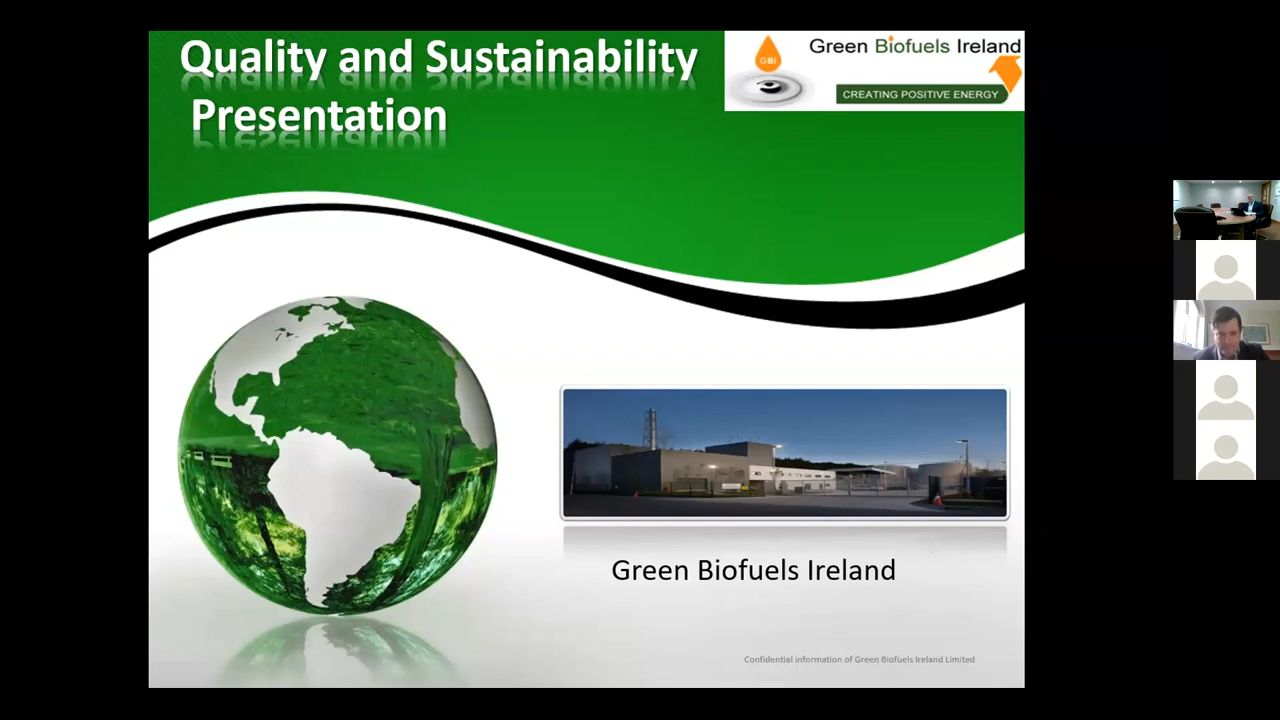 Quality and Sustainability
Presentation
GBI
Green Biofuels Ireland
CREATING POSITIVE ENERGY
Green Biofuels Ireland
Confidential information of Green Biofuels Ireland Limited